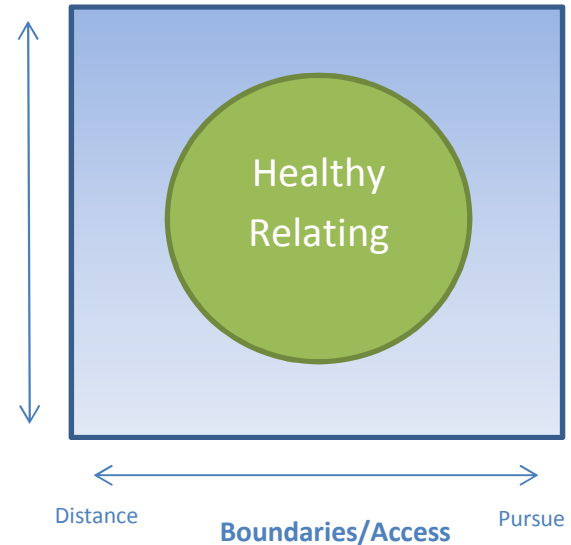 Healthy
Relating
Distance
Boundaries/Access
Pursue